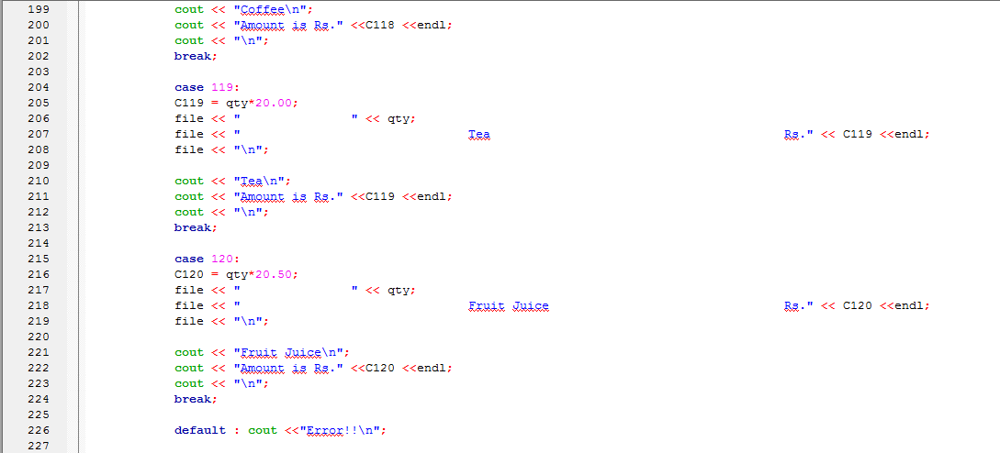 199 cout << "Coffee\n";
200 cout << "Amount is Rs." <<C118 <<endl;
201 cout << "\n";
202 break;
203
204 case 119:
205 C119 = qty*20.00;
206 file << "               " << qty;
207 file << "                               Tea                                        Rs." << C119 <<endl;
208 file << "\n";
209
210 cout << "Tea\n";
211 cout << "Amount is Rs." <<C119 <<endl;
212 cout << "\n";
213 break;
214
215 case 120:
216 C120 = qty*20.50;
217 file << "               " << qty;
218 file << "                               Fruit Juice                                Rs." << C120 <<endl;
219 file << "\n";
220
221 cout << "Fruit Juice\n";
222 cout << "Amount is Rs." <<C120 <<endl;
223 cout << "\n";
224 break;
225
226 default : cout <<"Error!!\n";
227